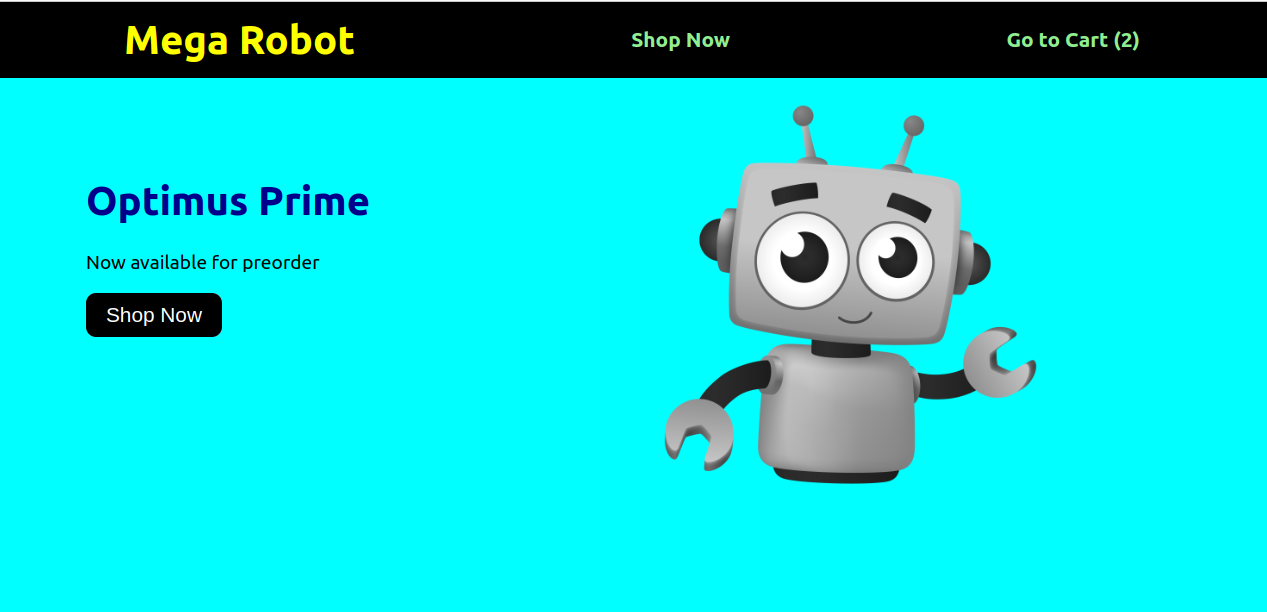 Mega Robot
Shop Now
Go to Cart (2)
Optimus Prime
Now available for preorder
Shop Now